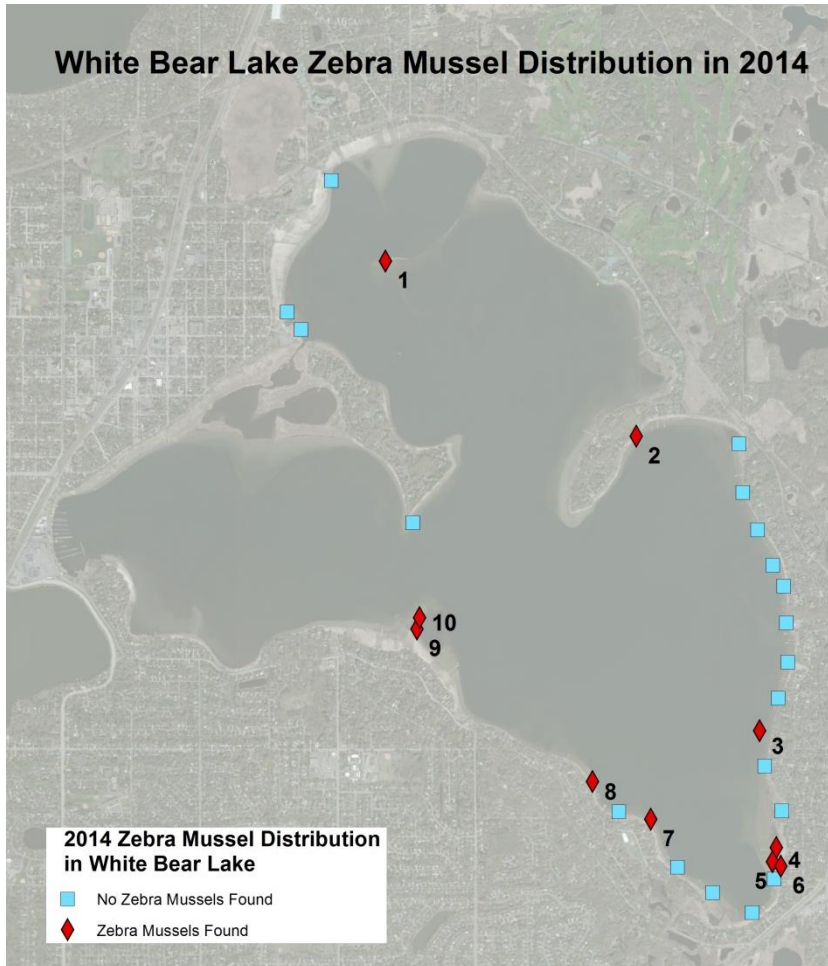 White Bear Lake Zebra Mussel Distribution in 2014
1
2
10
9
3
8
7
4
5
6
2014 Zebra Mussel Distribution
in White Bear Lake
No Zebra Mussels Found
Zebra Mussels Found